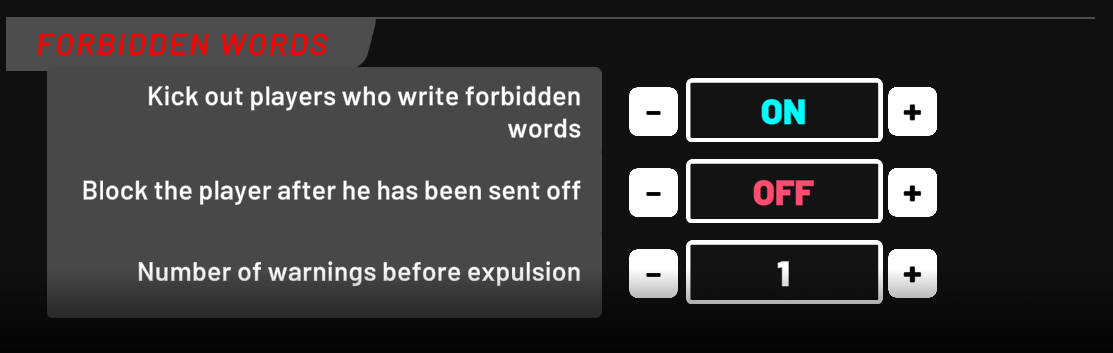 FORBIDDEN WORDS
Kick out players who write forbidden
words
- ON +
Block the player after he has been sent off
- OFF +
Number of warnings before expulsion
- 1 +